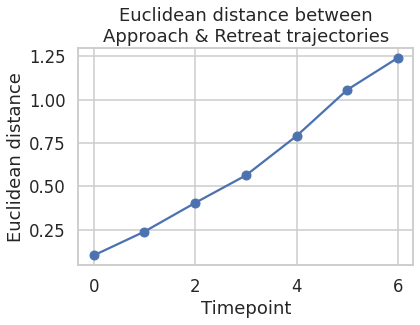 Euclidean distance between
Approach & Retreat trajectories
Euclidean distance
1.25
1.00
0.75
0.50
0.25
0 2 4 6
Timepoint